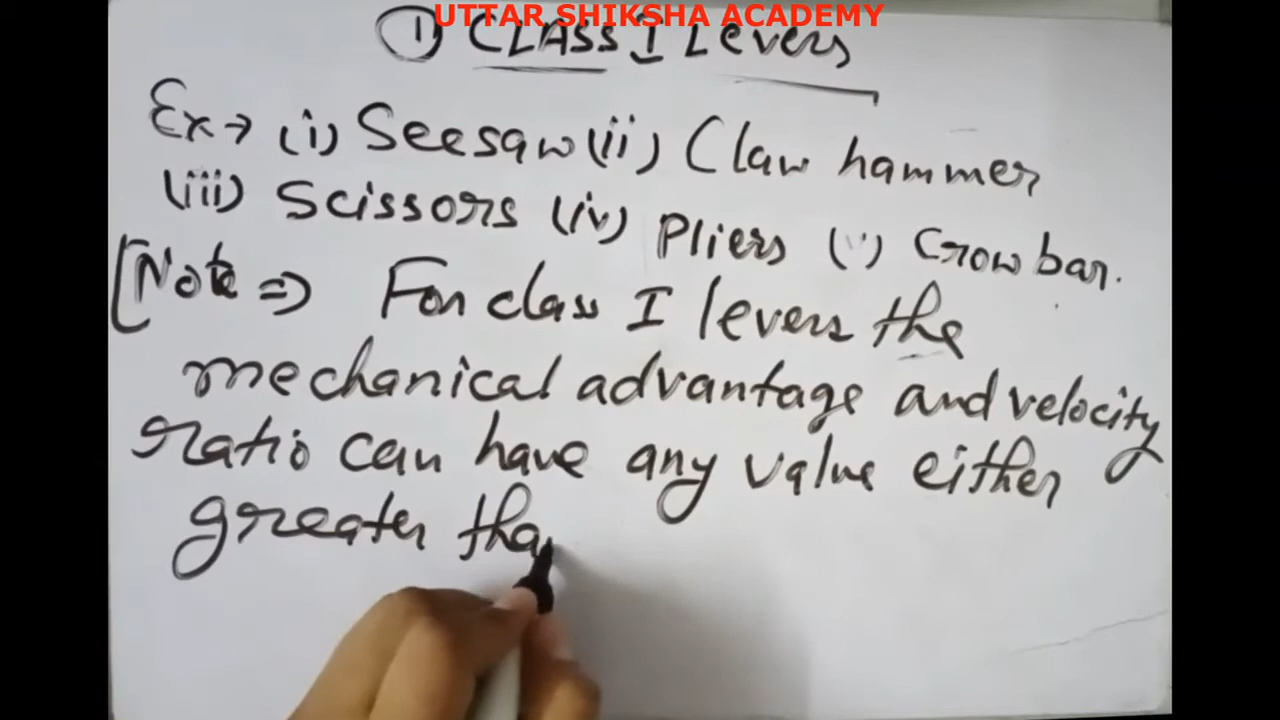 UTTAR SHIKSHA ACADEMY
① CLASS I Levers
Ex → (i) Seesaw (ii) Claw hammer
(iii) Scissors (iv) Pliers (v) Crowbar.
[Note ⇒ For class I levers the
mechanical advantage and velocity
ratio can have any value either
greater tha